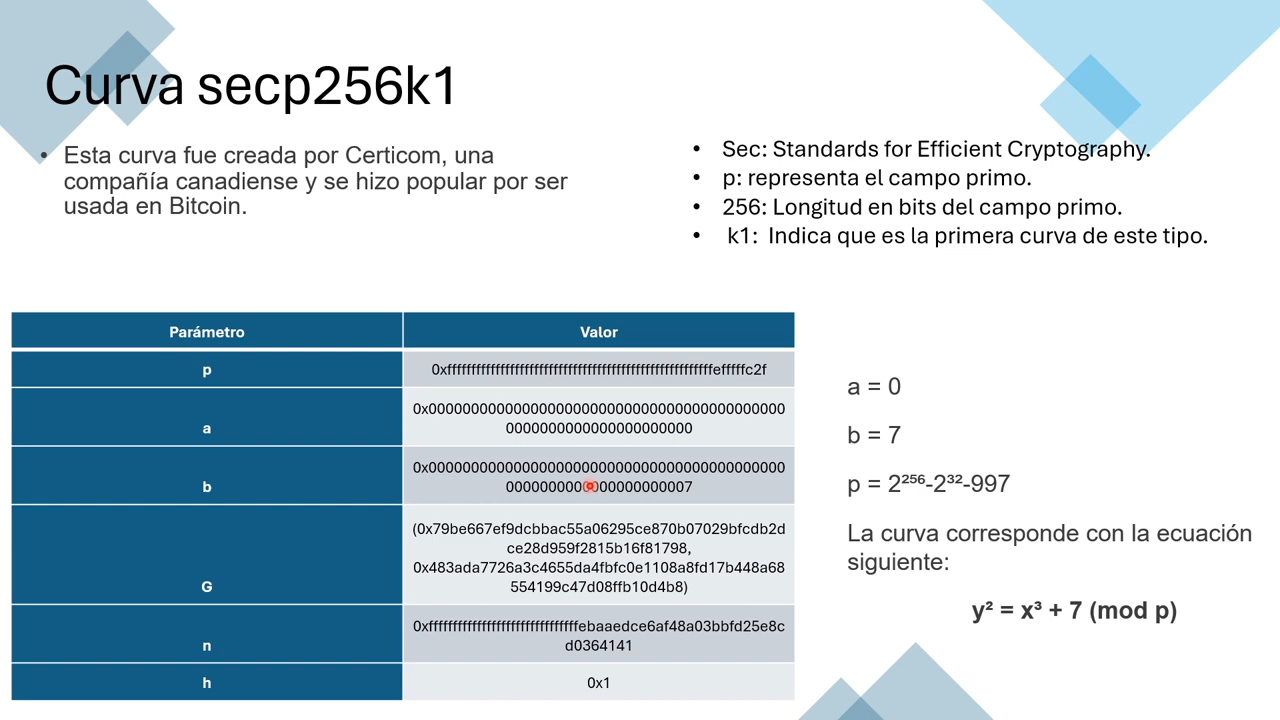 Curva secp256k1
• Esta curva fue creada por Certicom, una
compañía canadiense y se hizo popular por ser
usada en Bitcoin.
• Sec: Standards for Efficient Cryptography.
• p: representa el campo primo.
• 256: Longitud en bits del campo primo.
• k1: Indica que es la primera curva de este tipo.
Parámetro Valor
p 0xfffffffffffffffffffffffffffffffffffffffffffffffffffffffefffffc2f
a 0x000000000000000000000000000000000000000000
0000000000000000000000
b 0x000000000000000000000000000000000000000000
0000000000000000000007
G (0x79be667ef9dcbbac55a06295ce870b07029bfcdb2d
ce28d959f2815b16f81798,
0x483ada7726a3c4655da4fbfc0e1108a8fd17b448a68
554199c47d08ffb10d4b8)
n 0xfffffffffffffffffffffffffffffffebaaedce6af48a03bbfd25e8c
d0364141
h 0x1
a = 0
b = 7
p = 2²⁵⁶-2³²-997
La curva corresponde con la ecuación
siguiente:
y² = x³ + 7 (mod p)